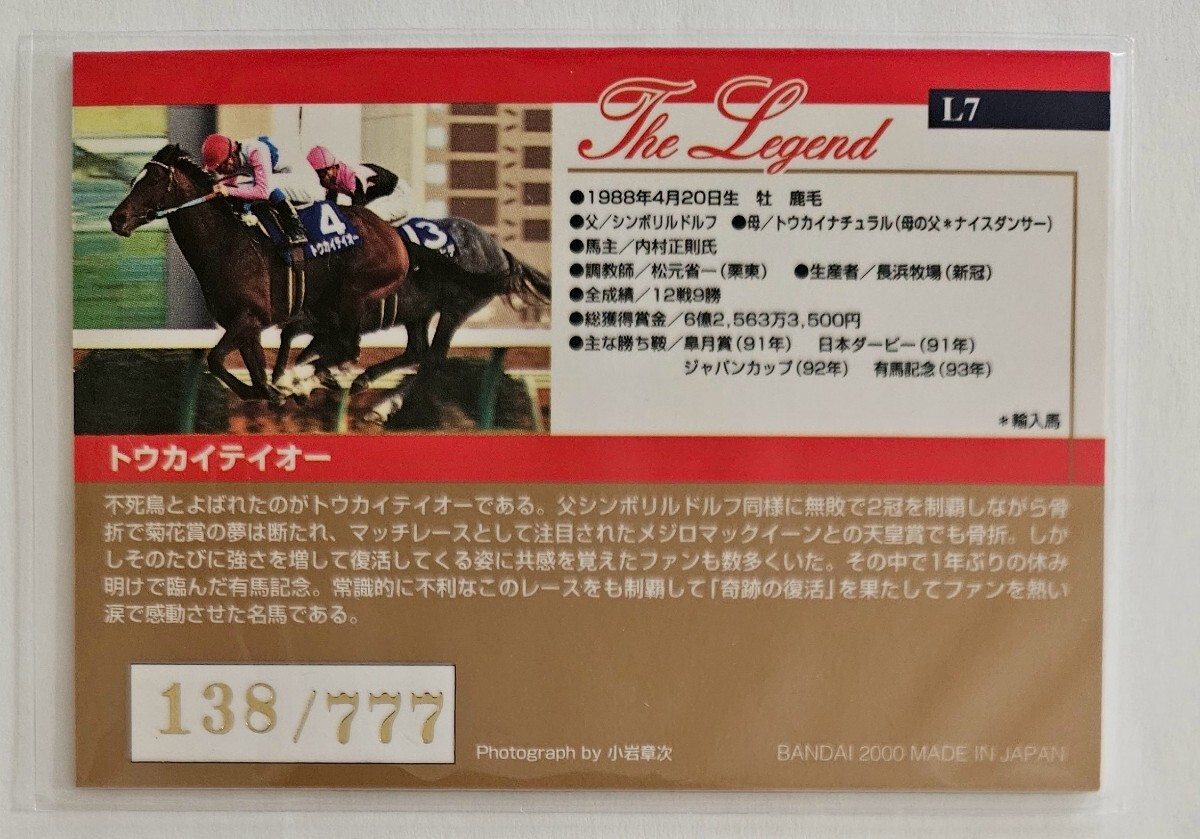 The Legend
L7
●1988年4月20日生 牡 鹿毛
●父／シンボリルドルフ ●母／トウカイナチュラル（母の父＊ナイスダンサー）
●馬主／内村正則氏
●調教師／松元省一（栗東） ●生産者／長浜牧場（新冠）
●全成績／12戦9勝
●総獲得賞金／6億2,563万3,500円
●主な勝ち鞍／皐月賞（91年） 日本ダービー（91年）
ジャパンカップ（92年） 有馬記念（93年）
＊輸入馬
4
トウカイテイオー
13
トウカイテイオー
不死鳥とよばれたのがトウカイテイオーである。父シンボリルドルフ同様に無敗で2冠を制覇しながら骨
折で菊花賞の夢は断たれ、マッチレースとして注目されたメジロマックイーンとの天皇賞でも骨折。しか
しそのたびに強さを増して復活してくる姿に共感を覚えたファンも数多くいた。その中で1年ぶりの休み
明けで臨んだ有馬記念。常識的に不利なこのレースをも制覇して「奇跡の復活」を果たしてファンを熱い
涙で感動させた名馬である。
138/777
Photograph by 小岩章次
BANDAI 2000 MADE IN JAPAN